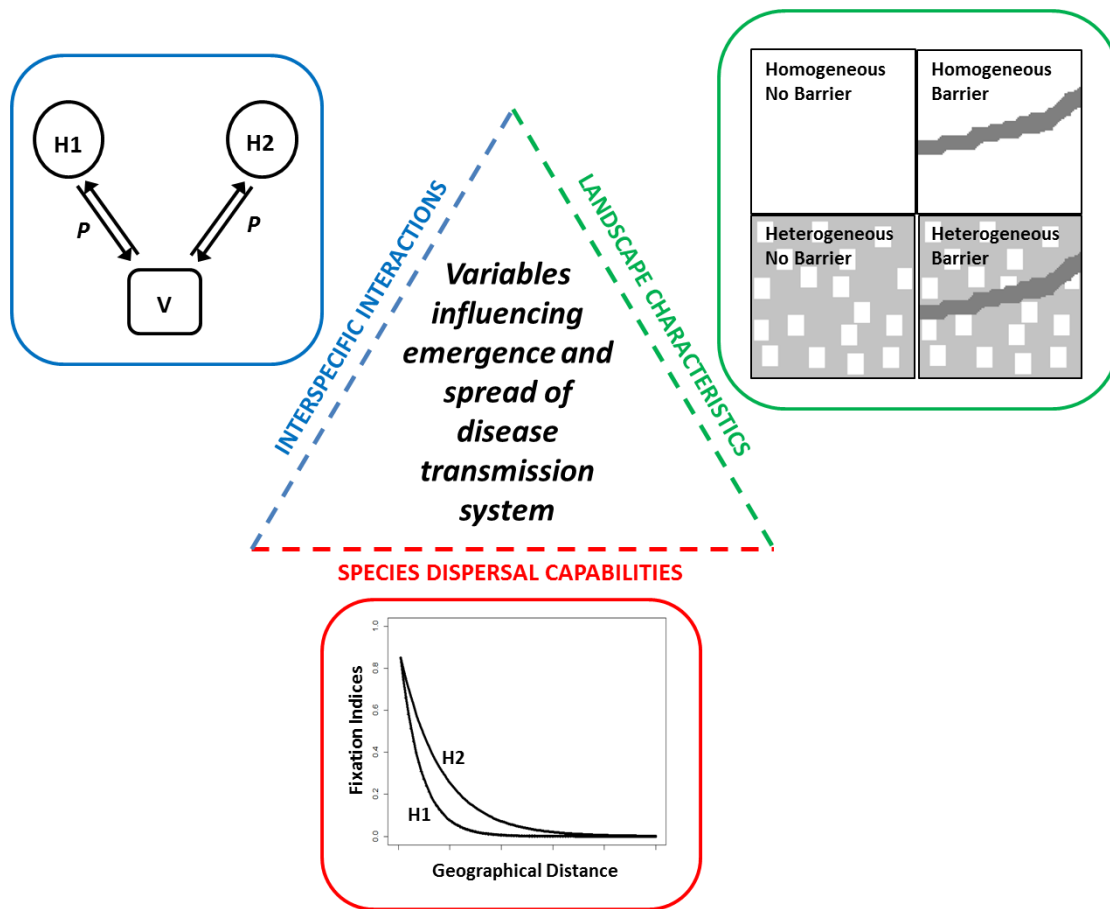 H1
H2
P
P
V
INTERSPECIFIC INTERACTIONS
LANDSCAPE CHARACTERISTICS
Homogeneous
No Barrier
Homogeneous
Barrier
Heterogeneous
No Barrier
Heterogeneous
Barrier
Variables
influencing
emergence and
spread of
disease
transmission
system
SPECIES DISPERSAL CAPABILITIES
Fixation Indices
1.0
0.8
0.6
0.4
0.2
0.0
H2
H1
Geographical Distance